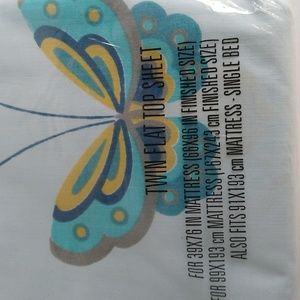 TWIN FLAT TOP SHEET
FOR 39X76 IN MATTRESS (66X96 IN FINISHED SIZE)
FOR 99X193 cm MATTRESS (167X243 cm FINISHED SIZE)
ALSO FITS 91X193 cm MATTRESS - SINGLE BED